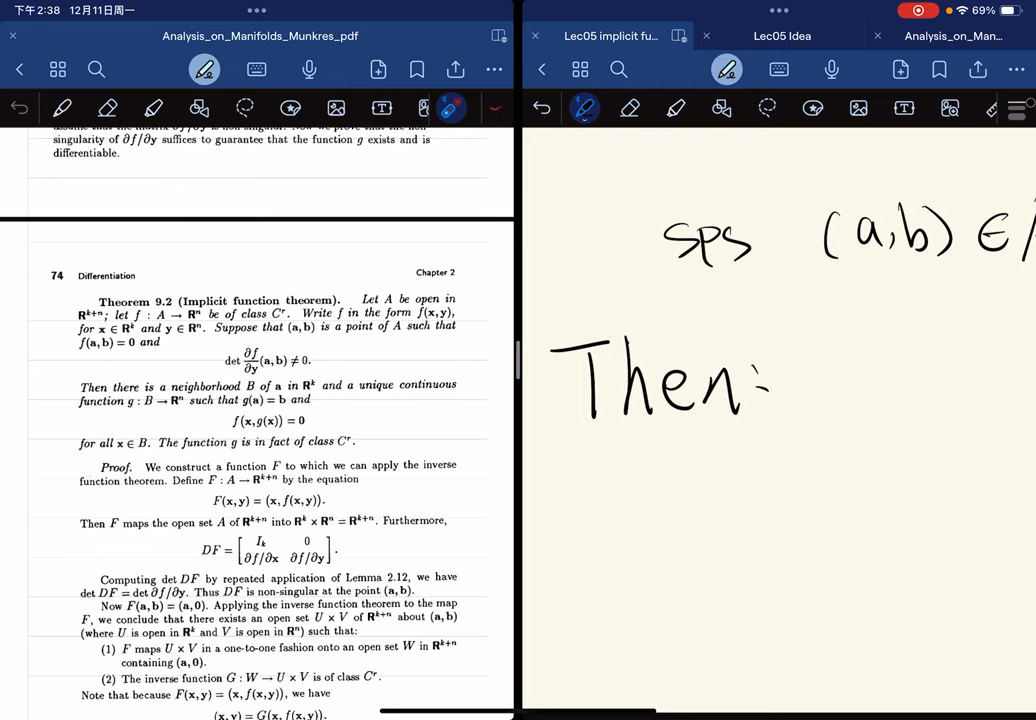 下午2:38 12月11日周一
69%
Analysis_on_Manifolds_Munkres_pdf
Lec05 implicit fu...
Lec05 Idea
Analysis_on_Man...
singularity of ∂f/∂y suffices to guarantee that the function g exists and is
differentiable.
74 Differentiation Chapter 2
Theorem 9.2 (Implicit function theorem). Let A be open in
R^{k+n}; let f : A → R^n be of class C^r. Write f in the form f(x,y),
for x ∈ R^k and y ∈ R^n. Suppose that (a,b) is a point of A such that
f(a,b) = 0 and
det ∂f/∂y (a,b) ≠ 0.
Then there is a neighborhood B of a in R^k and a unique continuous
function g : B → R^n such that g(a) = b and
f(x,g(x)) = 0
for all x ∈ B. The function g is in fact of class C^r.
Proof. We construct a function F to which we can apply the inverse
function theorem. Define F : A → R^{k+n} by the equation
F(x,y) = (x, f(x,y)).
Then F maps the open set A of R^{k+n} into R^k × R^n = R^{k+n}. Furthermore,
DF = [ I_k 0
∂f/∂x ∂f/∂y ].
Computing det DF by repeated application of Lemma 2.12, we have
det DF = det ∂f/∂y. Thus DF is non-singular at the point (a,b).
Now F(a,b) = (a,0). Applying the inverse function theorem to the map
F, we conclude that there exists an open set U × V of R^{k+n} about (a,b)
(where U is open in R^k and V is open in R^n) such that:
(1) F maps U × V in a one-to-one fashion onto an open set W in R^{k+n}
containing (a,0).
(2) The inverse function G : W → U × V is of class C^r.
Note that because F(x,y) = (x, f(x,y)), we have
(x,y) = G(x, f(x,y)).
sps (a,b) ∈
Then: